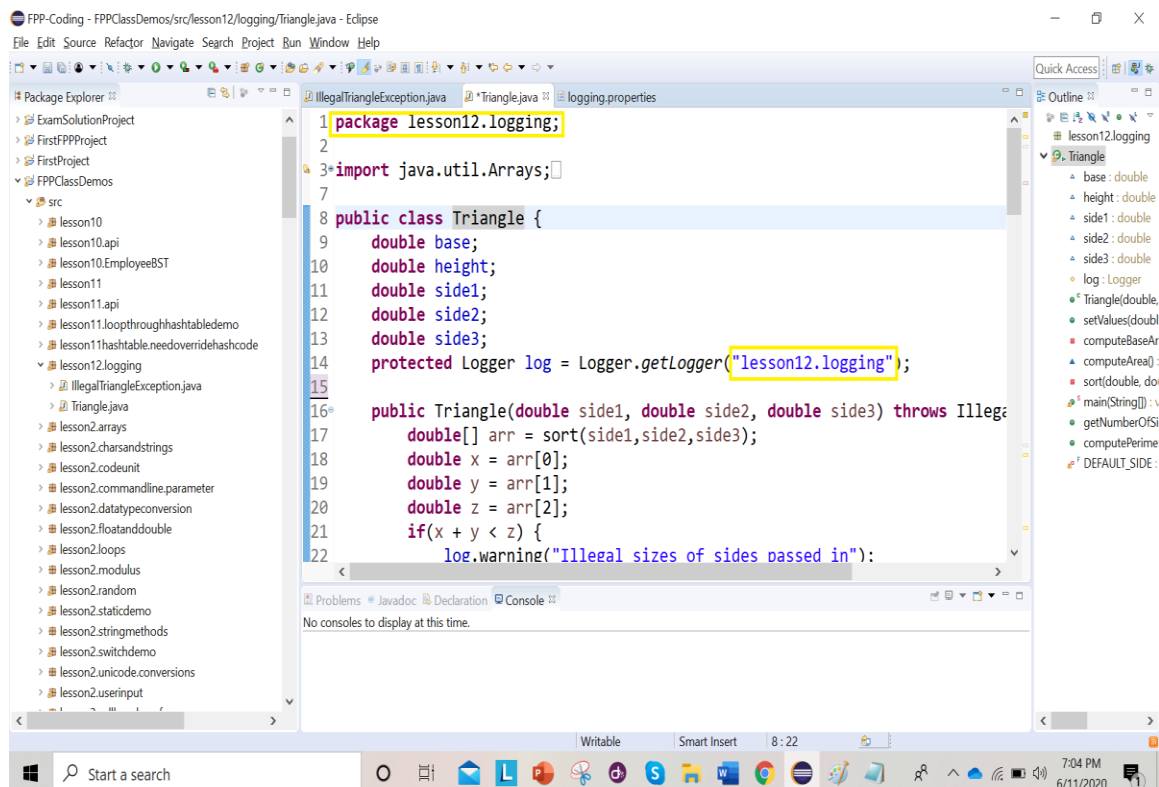 FPP-Coding - FPPClassDemos/src/lesson12/logging/Triangle.java - Eclipse
File Edit Source Refactor Navigate Search Project Run Window Help
Quick Access
Package Explorer
ExamSolutionProject
FirstFPPProject
FirstProject
FPPClassDemos
src
lesson10
lesson10.api
lesson10.EmployeeBST
lesson11
lesson11.api
lesson11.loopthroughhashtabledemo
lesson11hashtable.needoverridehashcode
lesson12.logging
IllegalTriangleException.java
Triangle.java
lesson2.arrays
lesson2.charsandstrings
lesson2.codeunit
lesson2.commandline.parameter
lesson2.datatypeconversion
lesson2.floatanddouble
lesson2.loops
lesson2.modulus
lesson2.random
lesson2.staticdemo
lesson2.stringmethods
lesson2.switchdemo
lesson2.unicode.conversions
lesson2.userinput
IllegalTriangleException.java *Triangle.java logging.properties
1 package lesson12.logging;
2
3 import java.util.Arrays;
7
8 public class Triangle {
9 double base;
10 double height;
11 double side1;
12 double side2;
13 double side3;
14 protected Logger log = Logger.getLogger("lesson12.logging");
15
16 public Triangle(double side1, double side2, double side3) throws Illega
17 double[] arr = sort(side1,side2,side3);
18 double x = arr[0];
19 double y = arr[1];
20 double z = arr[2];
21 if(x + y < z) {
22 log.warning("Illegal sizes of sides passed in");
Problems Javadoc Declaration Console
No consoles to display at this time.
Outline
lesson12.logging
Triangle
base : double
height : double
side1 : double
side2 : double
side3 : double
log : Logger
Triangle(double,
setValues(doubl
computeBaseAr
computeArea() :
sort(double, dou
main(String[]) : v
getNumberOfSi
computePerime
DEFAULT_SIDE :
Writable Smart Insert 8 : 22
Start a search
7:04 PM
6/11/2020